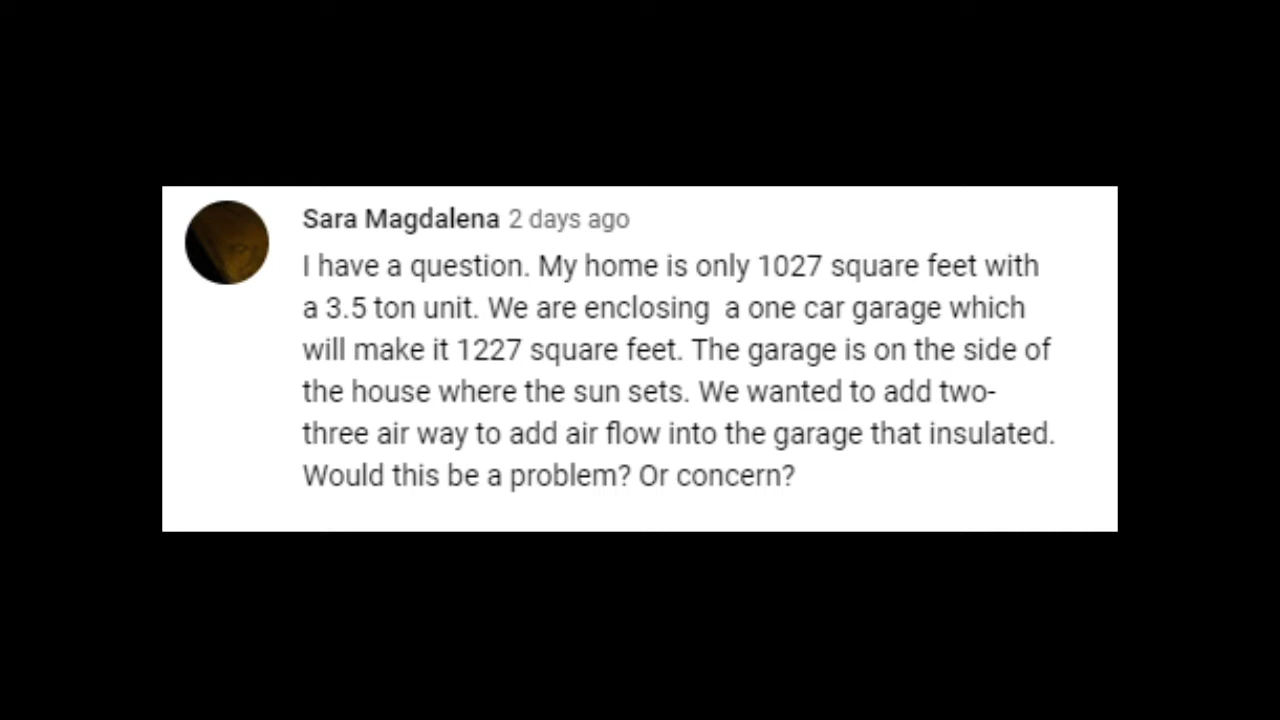 Sara Magdalena 2 days ago
I have a question. My home is only 1027 square feet with
a 3.5 ton unit. We are enclosing  a one car garage which
will make it 1227 square feet. The garage is on the side of
the house where the sun sets. We wanted to add two-
three air way to add air flow into the garage that insulated.
Would this be a problem? Or concern?